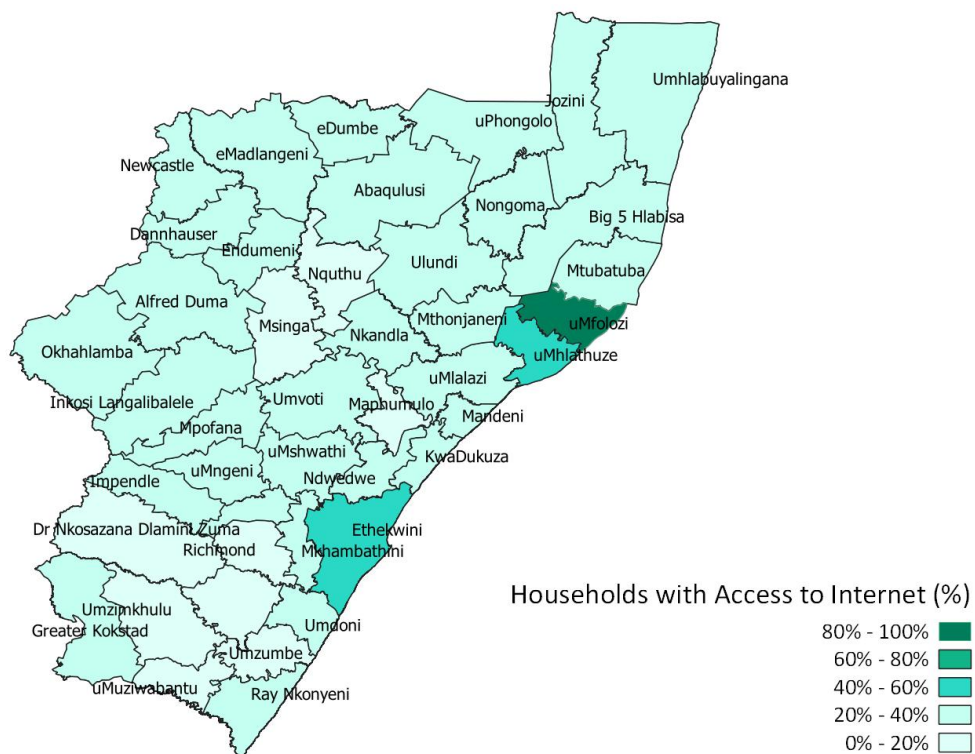 Umhlabuyalingana
Jozini
uPhongolo
eDumbe
eMadlangeni
Newcastle
Abaqulusi
Nongoma
Big 5 Hlabisa
Dannhauser
Endumeni
Ulundi
Nquthu
Mtubatuba
Alfred Duma
Mthonjaneni
uMfolozi
Msinga
Nkandla
Okhahlamba
uMhlathuze
uMlalazi
Inkosi Langalibalele
Umvoti
Maphumulo
Mandeni
Mpofana
uMshwathi
KwaDukuza
uMngeni
Ndwedwe
Impendle
Dr Nkosazana Dlamini Zuma
Ethekwini
Richmond
Mkhambathini
Umzimkhulu
Umdoni
Greater Kokstad
Umzumbe
uMuziwabantu
Ray Nkonyeni
Households with Access to Internet (%)
80% - 100%
60% - 80%
40% - 60%
20% - 40%
0% - 20%